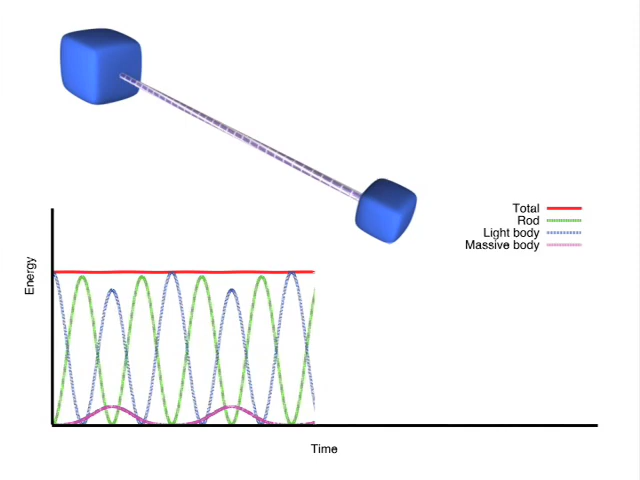 Total
Rod
Light body
Massive body
Energy
Time